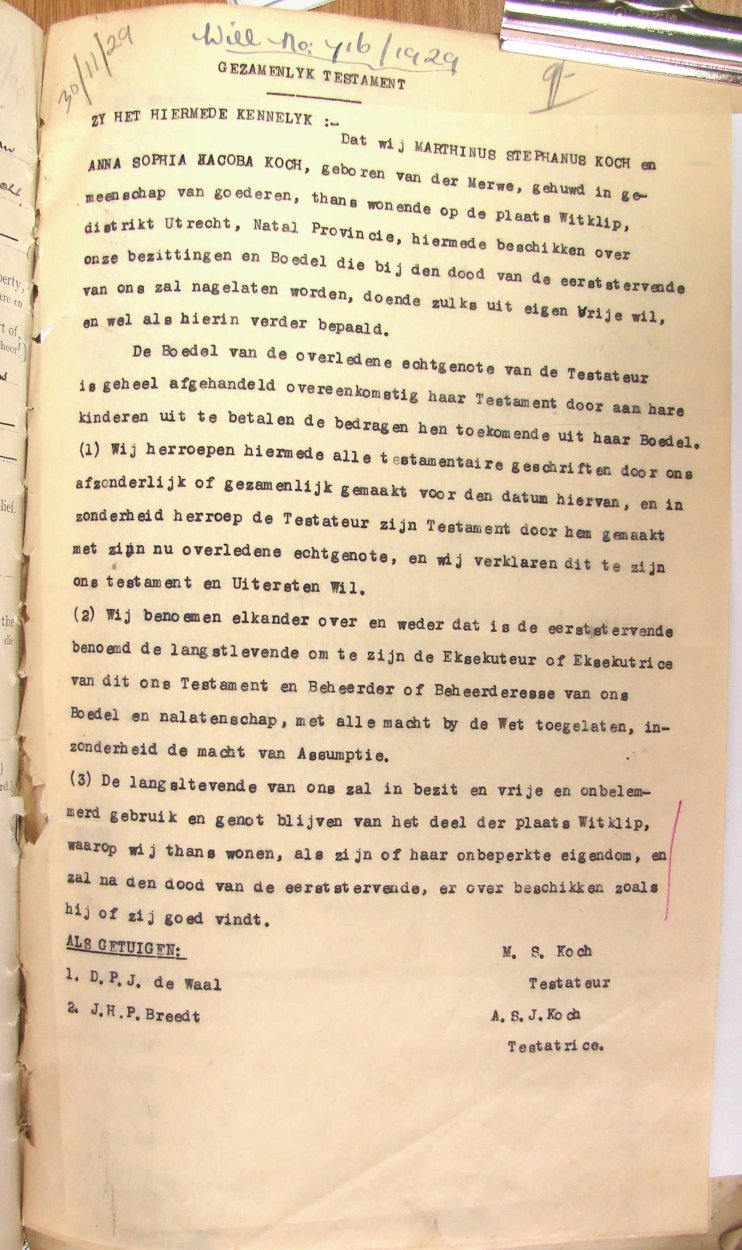 30/11/29
Will No: 716/1929
GEZAMENLYK TESTAMENT
ZY HET HIERMEDE KENNELYK :-
Dat wij MARTHINUS STEPHANUS KOCH en
ANNA SOPHIA JACOBA KOCH, geboren van der Merwe, gehuwd in ge-
meenschap van goederen, thans wonende op de plaats Witklip,
distrikt Utrecht, Natal Provincie, hiermede beschikken over
onze bezittingen en Boedel die bij den dood van de eerststervende
van ons zal nagelaten worden, doende zulks uit eigen Vrije wil,
en wel als hierin verder bepaald.
De Boedel van de overledene echtgenote van de Testateur
is geheel afgehandeld overeenkomstig haar Testament door aan hare
kinderen uit te betalen de bedragen hen toekomende uit haar Boedel.
(1) Wij herroepen hiermede alle testamentaire geschriften door ons
afzonderlijk of gezamenlijk gemaakt voor den datum hiervan, en in
zonderheid herroep de Testateur zijn Testament door hem gemaakt
met zijn nu overledene echtgenote, en wij verklaren dit te zijn
ons testament en Uitersten Wil.
(2) Wij benoemen elkander over en weder dat is de eerststervende
benoemd de langstlevende om te zijn de Eksekuteur of Eksekutrice
van dit ons Testament en Beheerder of Beheerderesse van ons
Boedel en nalatenschap, met alle macht by de Wet toegelaten, in-
zonderheid de macht van Assumptie.
(3) De langsltevende van ons zal in bezit en vrije en onbelem-
merd gebruik en genot blijven van het deel der plaats Witklip,
waarop wij thans wonen, als zijn of haar onbeperkte eigendom, en
zal na den dood van de eerststervende, er over beschikken zoals
hij of zij goed vindt.
ALS GETUIGEN:
M. S. Koch
1. D.P.J. de Waal
Testateur
2. J.H.P. Breedt
A.S.J. Koch
Testatrice.